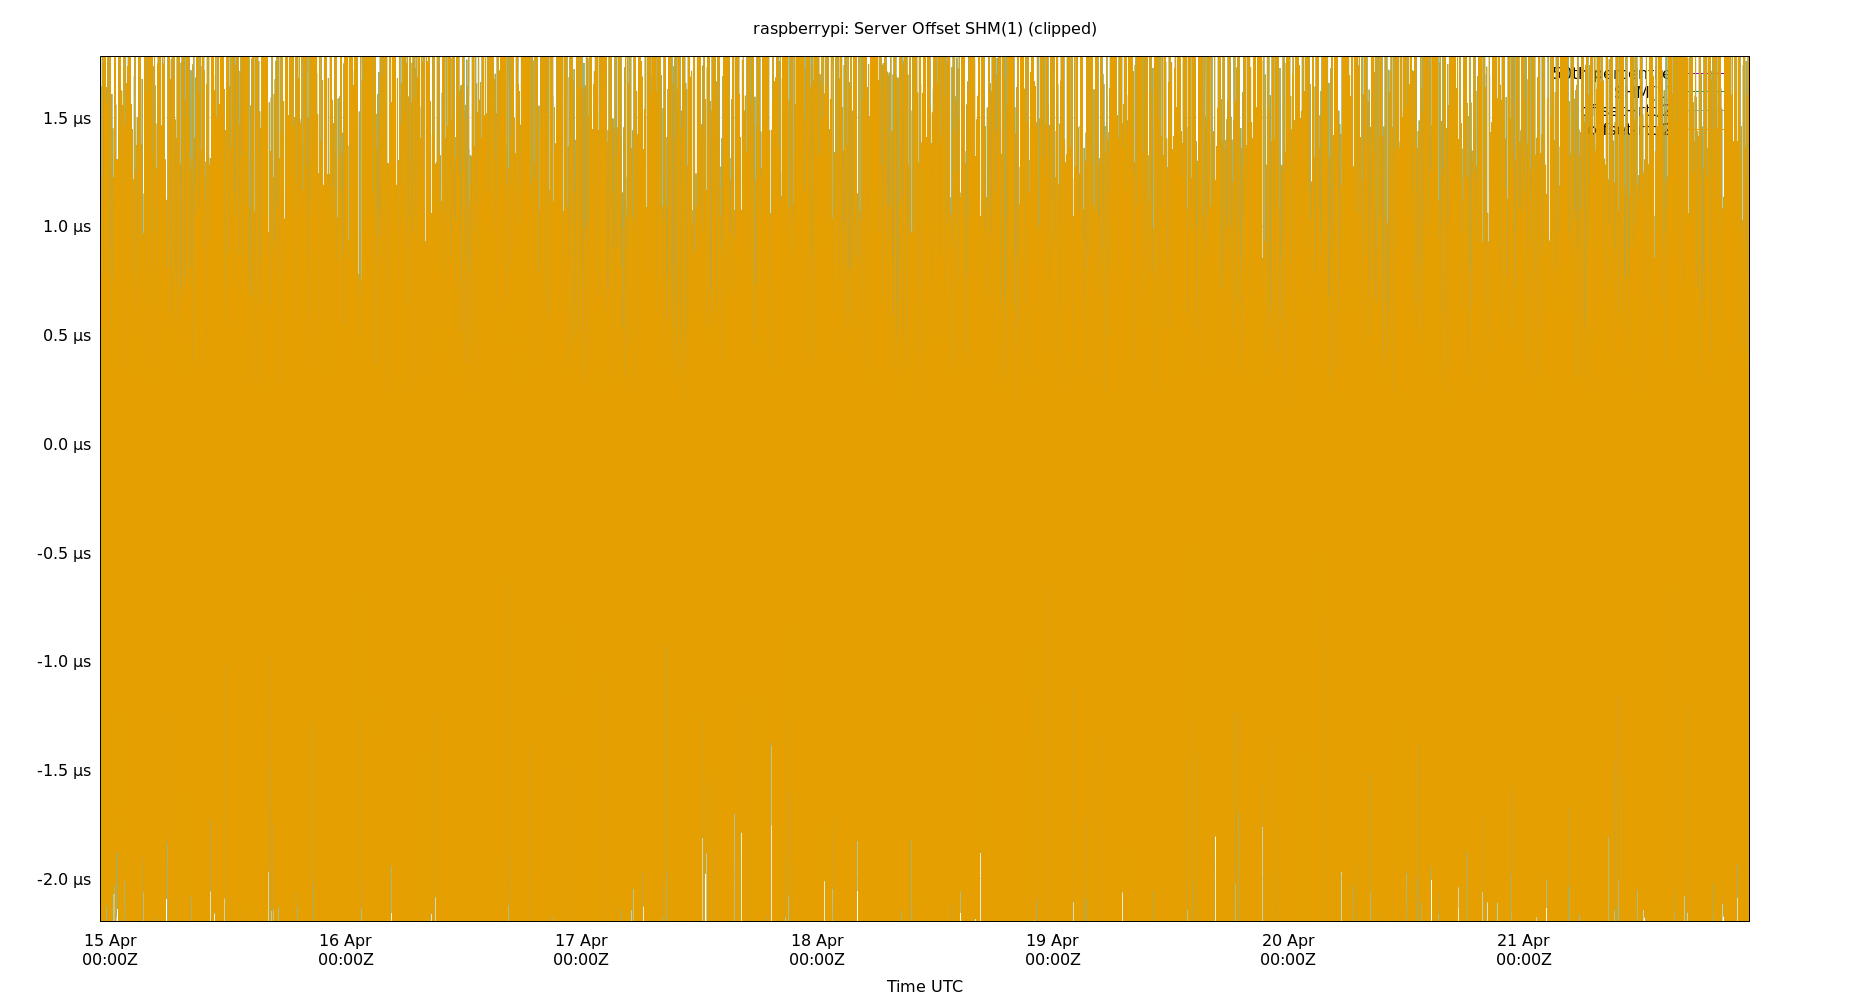 raspberrypi: Server Offset SHM(1) (clipped)
50th percentile
1.5 µs
1.0 µs
0.5 µs
0.0 µs
-0.5 µs
-1.0 µs
-1.5 µs
-2.0 µs
15 Apr 16 Apr 17 Apr 18 Apr 19 Apr 20 Apr 21 Apr
00:00Z 00:00Z 00:00Z 00:00Z 00:00Z 00:00Z 00:00Z
Time UTC